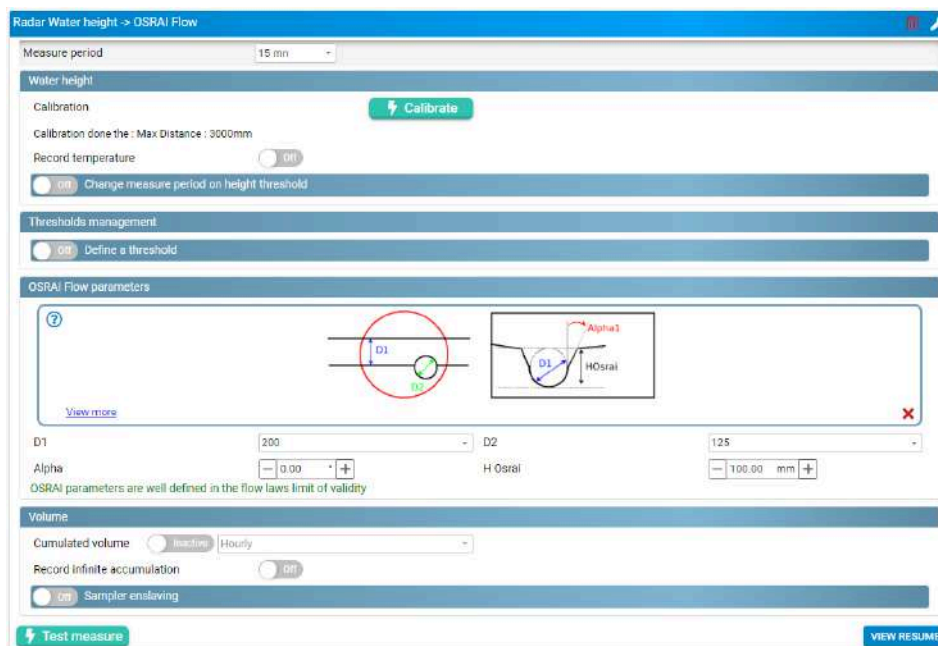 Radar Water height -> OSRAI Flow
Measure period 15 mn
Water height
Calibration Calibrate
Calibration done the : Max Distance : 3000mm
Record temperature Off
Off Change measure period on height threshold
Thresholds management
Off Define a threshold
OSRAI Flow parameters
?
D1 D2
Alpha1 D1 HOsrai
View more
D1 200 D2 125
Alpha 0.00 ° H Osrai 100.00 mm
OSRAI parameters are well defined in the flow laws limit of validity
Volume
Cumulated volume Inactive Hourly
Record infinite accumulation Off
Off Sampler enslaving
Test measure VIEW RESUME